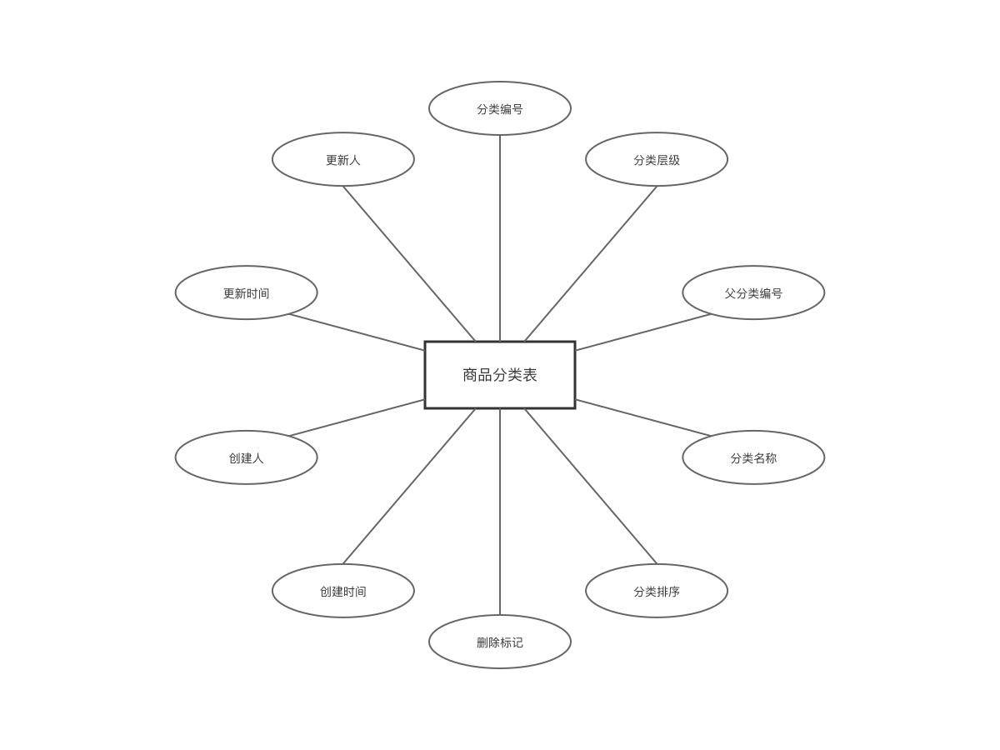 分类编号
更新人
分类层级
更新时间
父分类编号
商品分类表
创建人
分类名称
创建时间
分类排序
删除标记